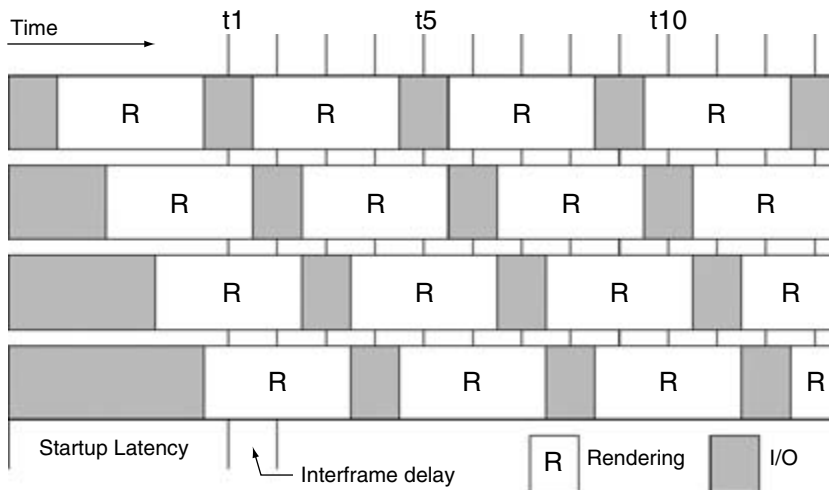 Time
t1 t5 t10
R R R R
R R R R
R R R R
R R R R
Startup Latency
Interframe delay
R Rendering I/O